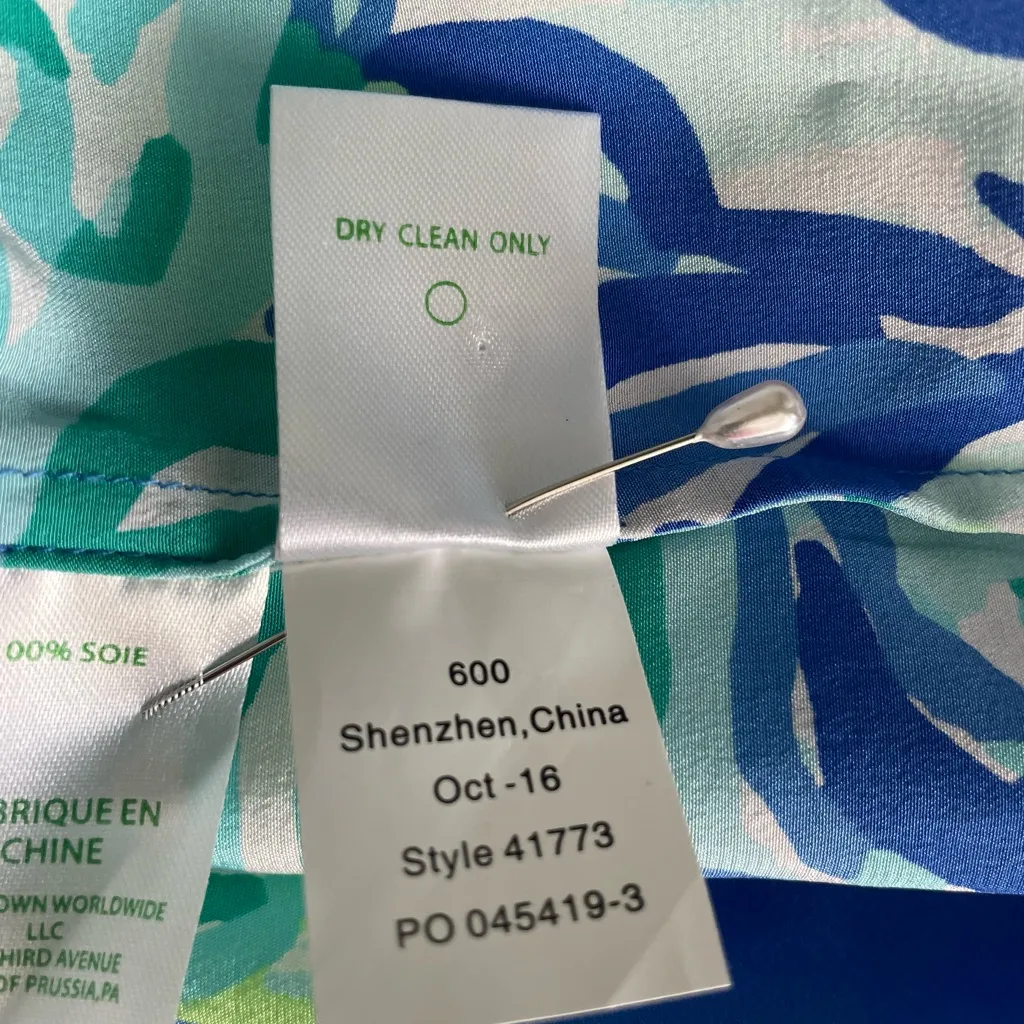 DRY CLEAN ONLY
600
Shenzhen,China
Oct -16
Style 41773
PO 045419-3
00% SOIE
BRIQUE EN
CHINE
OWN WORLDWIDE
LLC
HIRD AVENUE
OF PRUSSIA,PA